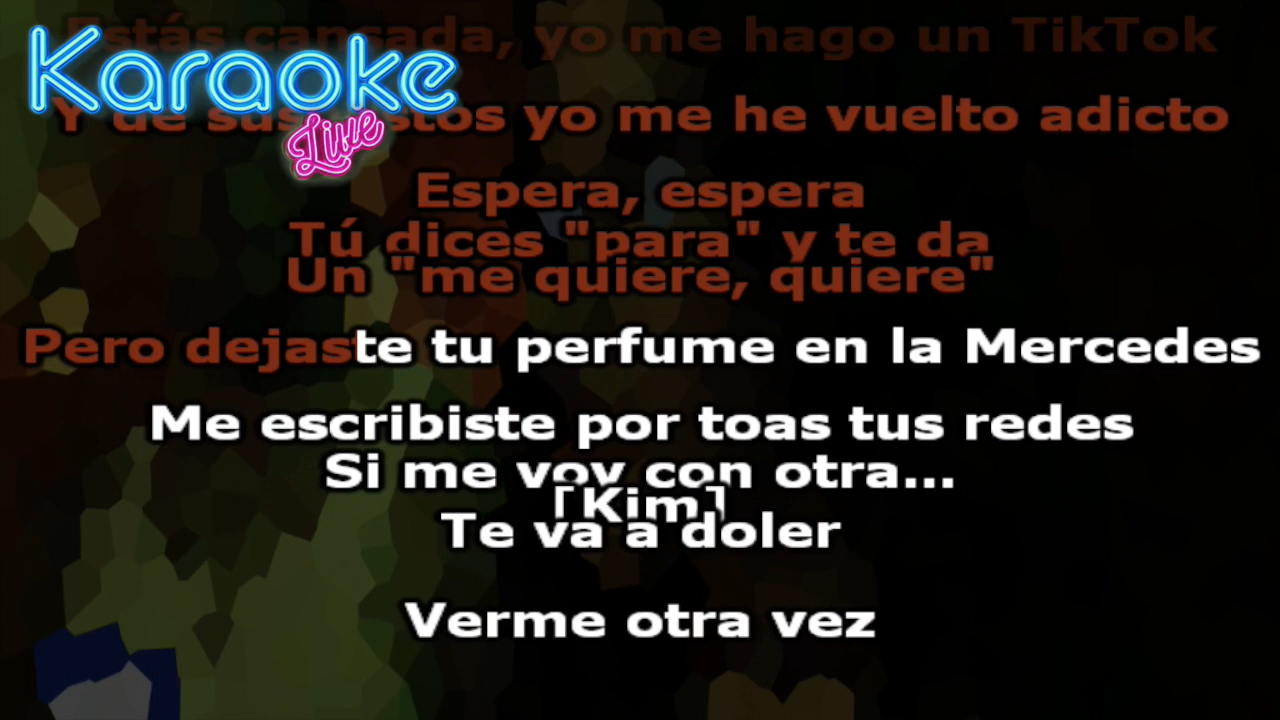 Karaoke
Live
Estás cansada, yo me hago un TikTok
Y de sus gustos yo me he vuelto adicto
Espera, espera
Tú dices "para" y te da
Un "me quiere, quiere"
Pero dejaste tu perfume en la Mercedes
Me escribiste por toas tus redes
Si me voy con otra...
[Kim]
Te va a doler
Verme otra vez